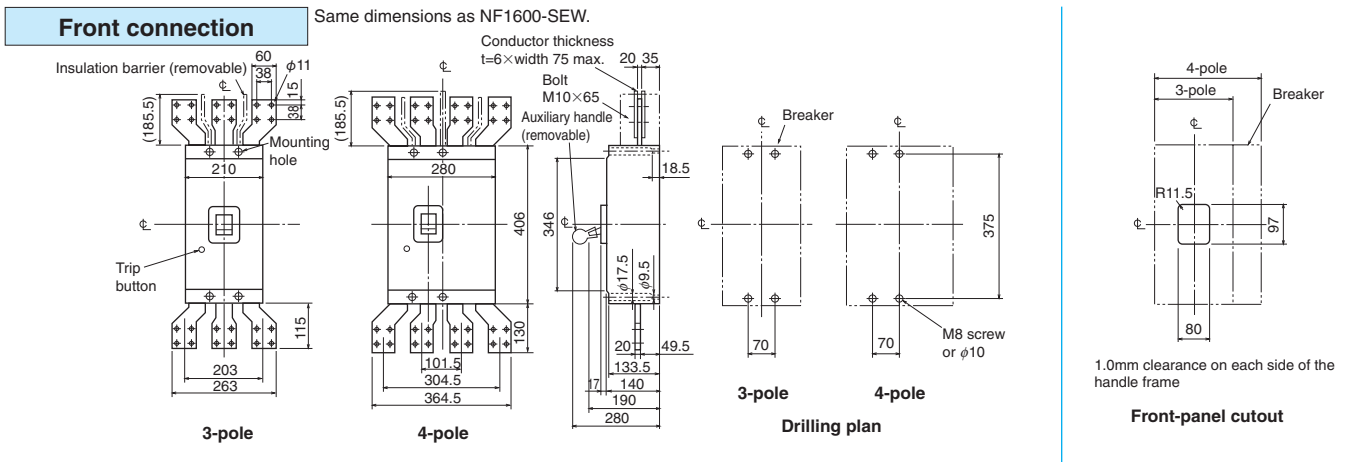 Front connection
Same dimensions as NF1600-SEW.
Insulation barrier (removable)
60
38
φ11
℄
15
38
(185.5)
Mounting
hole
210
℄
Trip
button
115
203
263
3-pole
℄
(185.5)
280
406
130
101.5
304.5
364.5
4-pole
Conductor thickness
t=6×width 75 max.
20
35
Bolt
M10×65
Auxiliary handle
(removable)
18.5
346
℄
φ17.5
φ9.5
20
49.5
133.5
17
140
190
280
℄
Breaker
℄
℄
375
70
70
M8 screw
or φ10
3-pole
4-pole
Drilling plan
4-pole
3-pole
Breaker
℄
R11.5
℄
97
80
1.0mm clearance on each side of the
handle frame
Front-panel cutout